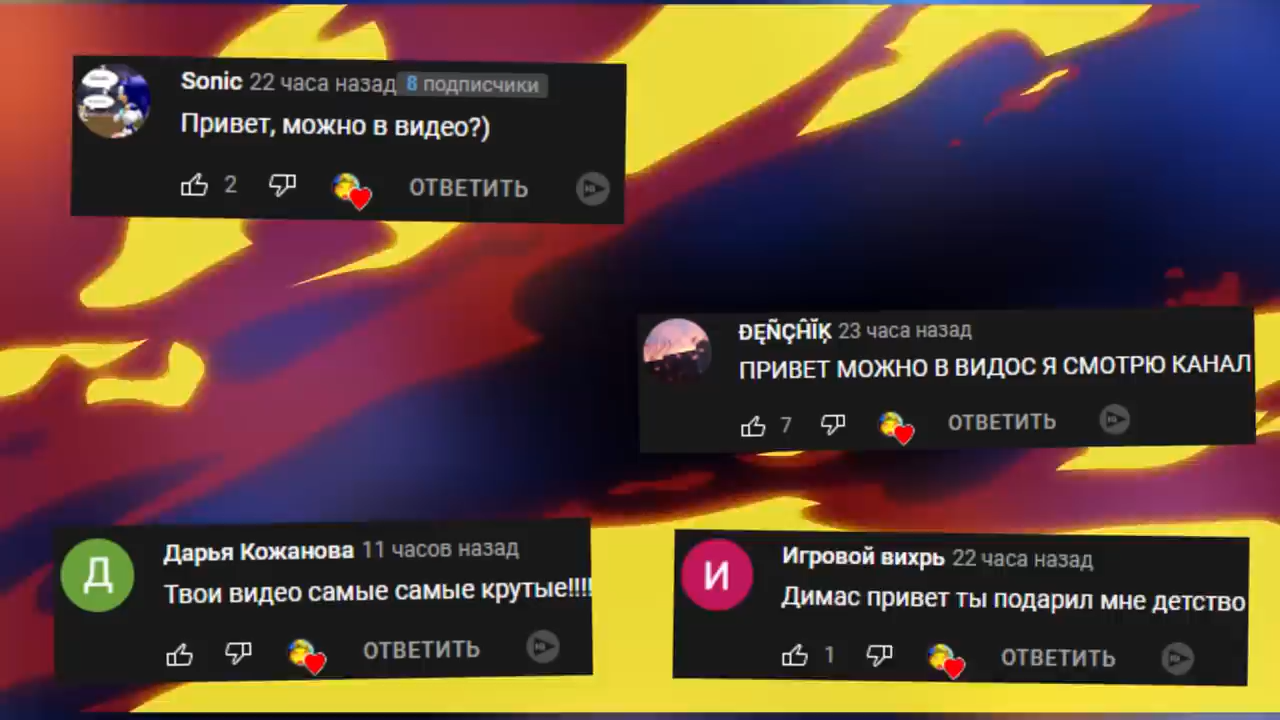 Sonic 22 часа назад 8 подписчики
Привет, можно в видео?)
2 ОТВЕТИТЬ
ĐĘÑÇĤĬĶ 23 часа назад
ПРИВЕТ МОЖНО В ВИДОС Я СМОТРЮ КАНАЛ
7 ОТВЕТИТЬ
Д
Дарья Кожанова 11 часов назад
Твои видео самые самые крутые!!!!
ОТВЕТИТЬ
И
Игровой вихрь 22 часа назад
Димас привет ты подарил мне детство
1 ОТВЕТИТЬ